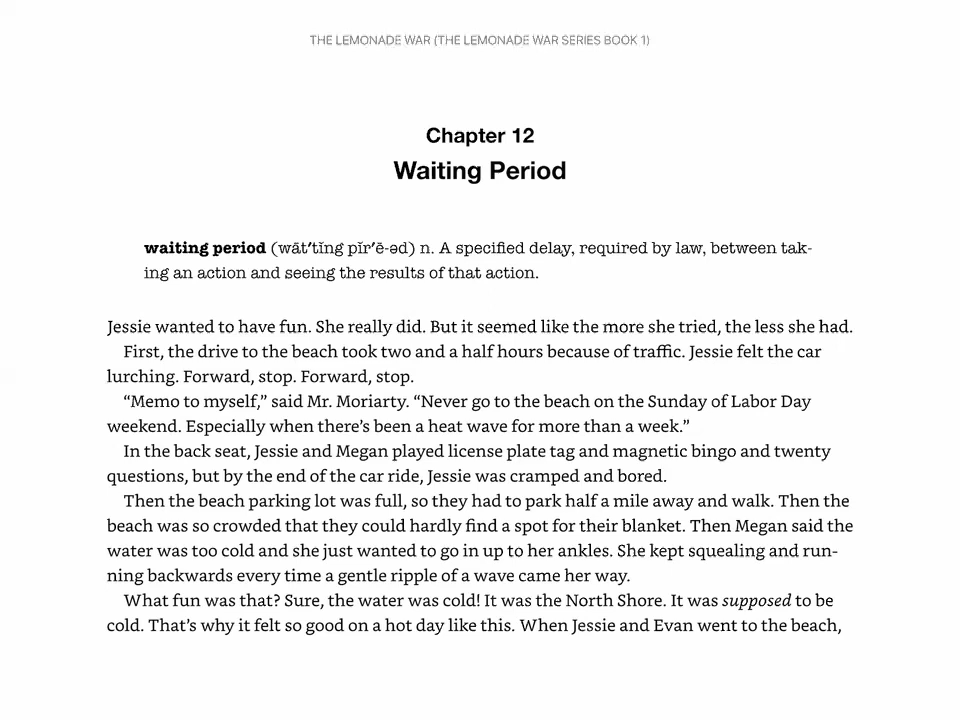 THE LEMONADE WAR (THE LEMONADE WAR SERIES BOOK 1)
Chapter 12
Waiting Period
waiting period (wāt′tĭng pĭr′ē-əd) n. A specified delay, required by law, between tak-
ing an action and seeing the results of that action.
Jessie wanted to have fun. She really did. But it seemed like the more she tried, the less she had.
First, the drive to the beach took two and a half hours because of traffic. Jessie felt the car
lurching. Forward, stop. Forward, stop.
“Memo to myself,” said Mr. Moriarty. “Never go to the beach on the Sunday of Labor Day
weekend. Especially when there’s been a heat wave for more than a week.”
In the back seat, Jessie and Megan played license plate tag and magnetic bingo and twenty
questions, but by the end of the car ride, Jessie was cramped and bored.
Then the beach parking lot was full, so they had to park half a mile away and walk. Then the
beach was so crowded that they could hardly find a spot for their blanket. Then Megan said the
water was too cold and she just wanted to go in up to her ankles. She kept squealing and run-
ning backwards every time a gentle ripple of a wave came her way.
What fun was that? Sure, the water was cold! It was the North Shore. It was supposed to be
cold. That’s why it felt so good on a hot day like this. When Jessie and Evan went to the beach,